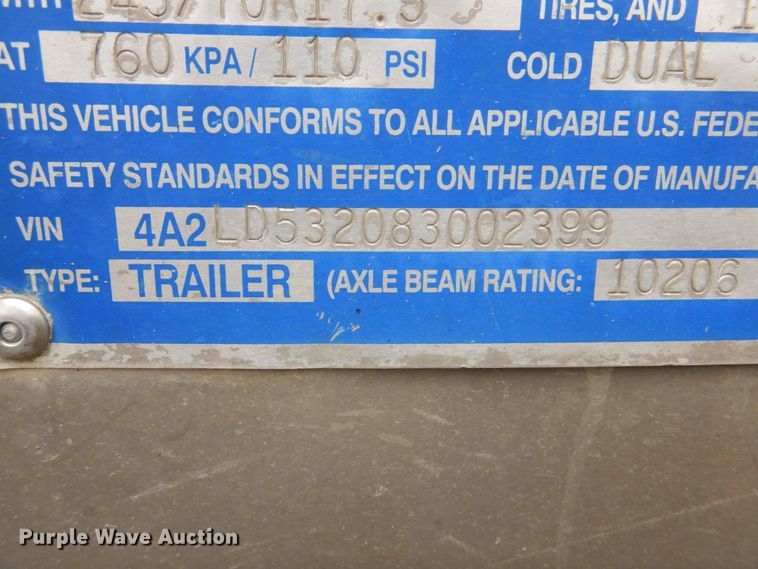 TIRES, AND
AT 760 KPA/ 110 PSI COLD DUAL
THIS VEHICLE CONFORMS TO ALL APPLICABLE U.S. FEDE
SAFETY STANDARDS IN EFFECT ON THE DATE OF MANUFA
VIN 4A2LD532083002399
TYPE: TRAILER (AXLE BEAM RATING: 10206
Purple Wave Auction